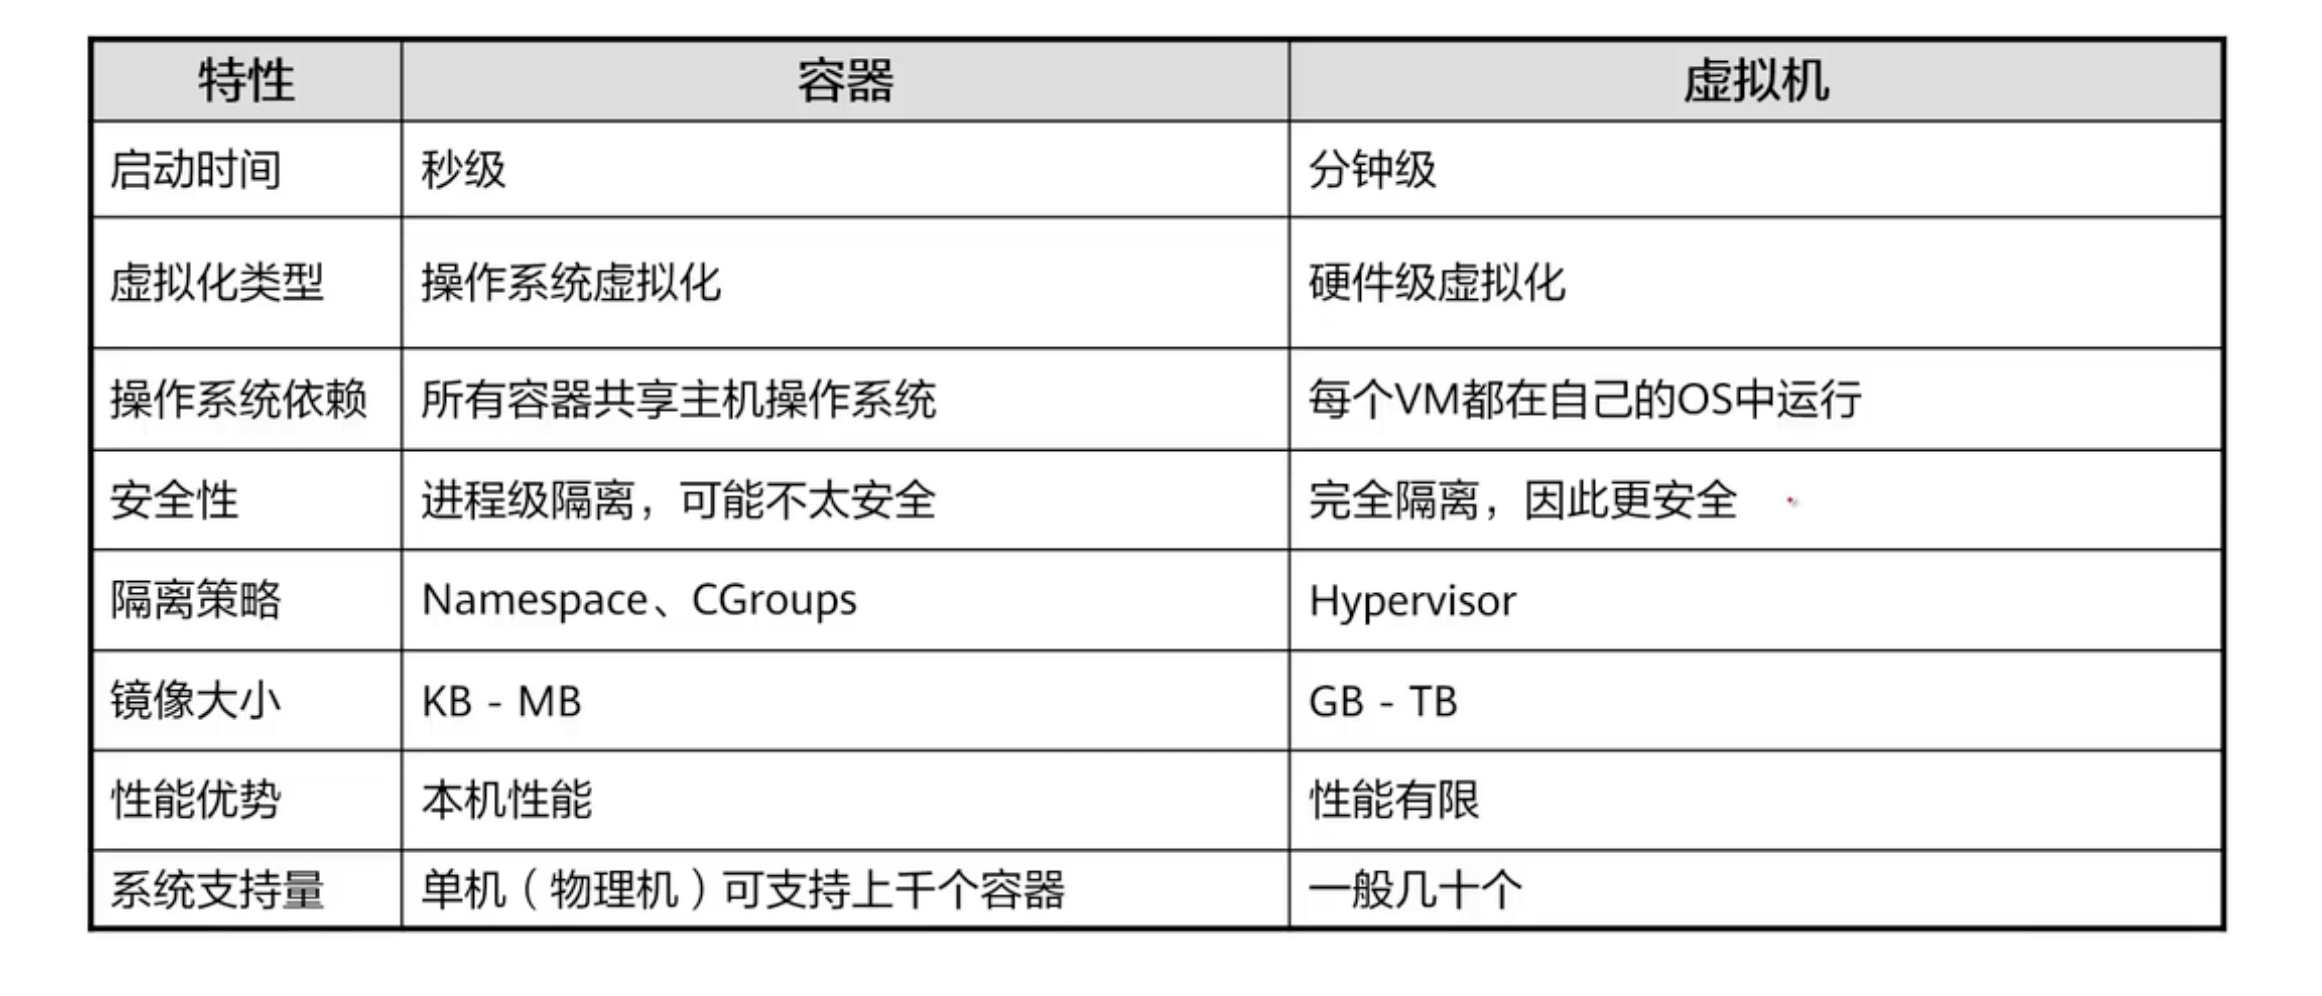 特性 容器 虚拟机
启动时间 秒级 分钟级
虚拟化类型 操作系统虚拟化 硬件级虚拟化
操作系统依赖 所有容器共享主机操作系统 每个VM都在自己的OS中运行
安全性 进程级隔离，可能不太安全 完全隔离，因此更安全
隔离策略 Namespace、CGroups Hypervisor
镜像大小 KB - MB GB - TB
性能优势 本机性能 性能有限
系统支持量 单机（物理机）可支持上千个容器 一般几十个